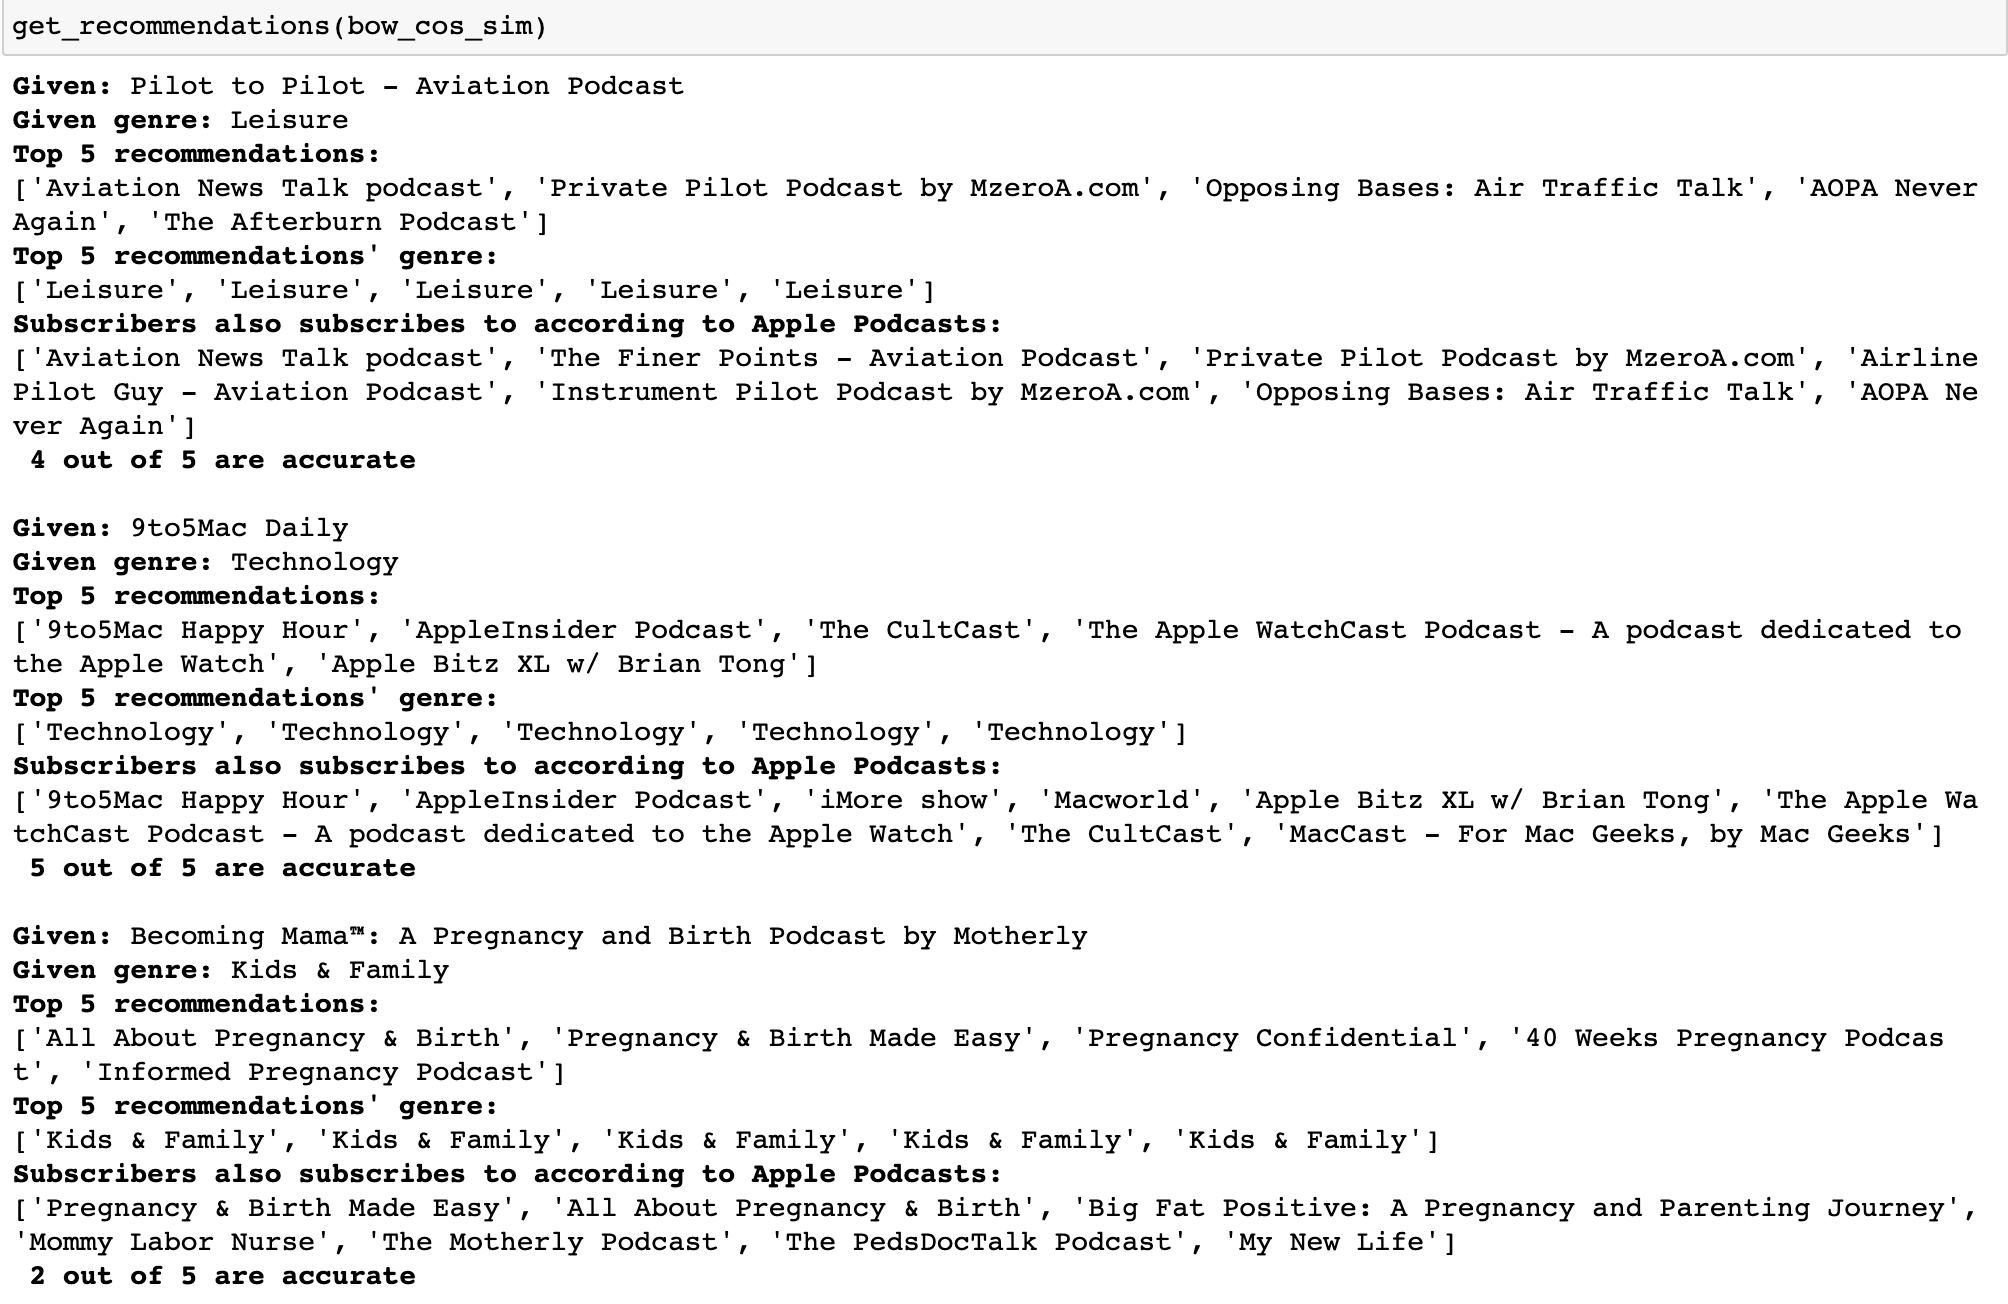 get_recommendations(bow_cos_sim)
Given: Pilot to Pilot - Aviation Podcast
Given genre: Leisure
Top 5 recommendations:
['Aviation News Talk podcast', 'Private Pilot Podcast by MzeroA.com', 'Opposing Bases: Air Traffic Talk', 'AOPA Never
Again', 'The Afterburn Podcast']
Top 5 recommendations' genre:
['Leisure', 'Leisure', 'Leisure', 'Leisure', 'Leisure']
Subscribers also subscribes to according to Apple Podcasts:
['Aviation News Talk podcast', 'The Finer Points - Aviation Podcast', 'Private Pilot Podcast by MzeroA.com', 'Airline
Pilot Guy - Aviation Podcast', 'Instrument Pilot Podcast by MzeroA.com', 'Opposing Bases: Air Traffic Talk', 'AOPA Ne
ver Again']
4 out of 5 are accurate
Given: 9to5Mac Daily
Given genre: Technology
Top 5 recommendations:
['9to5Mac Happy Hour', 'AppleInsider Podcast', 'The CultCast', 'The Apple WatchCast Podcast - A podcast dedicated to
the Apple Watch', 'Apple Bitz XL w/ Brian Tong']
Top 5 recommendations' genre:
['Technology', 'Technology', 'Technology', 'Technology', 'Technology']
Subscribers also subscribes to according to Apple Podcasts:
['9to5Mac Happy Hour', 'AppleInsider Podcast', 'iMore show', 'Macworld', 'Apple Bitz XL w/ Brian Tong', 'The Apple Wa
tchCast Podcast - A podcast dedicated to the Apple Watch', 'The CultCast', 'MacCast - For Mac Geeks, by Mac Geeks']
5 out of 5 are accurate
Given: Becoming Mama™: A Pregnancy and Birth Podcast by Motherly
Given genre: Kids & Family
Top 5 recommendations:
['All About Pregnancy & Birth', 'Pregnancy & Birth Made Easy', 'Pregnancy Confidential', '40 Weeks Pregnancy Podcas
t', 'Informed Pregnancy Podcast']
Top 5 recommendations' genre:
['Kids & Family', 'Kids & Family', 'Kids & Family', 'Kids & Family', 'Kids & Family']
Subscribers also subscribes to according to Apple Podcasts:
['Pregnancy & Birth Made Easy', 'All About Pregnancy & Birth', 'Big Fat Positive: A Pregnancy and Parenting Journey',
'Mommy Labor Nurse', 'The Motherly Podcast', 'The PedsDocTalk Podcast', 'My New Life']
2 out of 5 are accurate